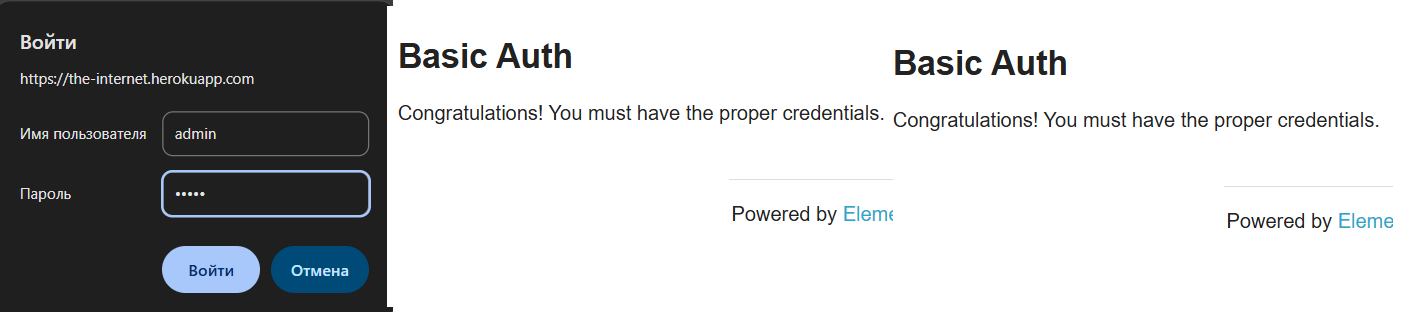 Войти
https://the-internet.herokuapp.com
Имя пользователя admin
Пароль •••••
Войти Отмена
Basic Auth
Congratulations! You must have the proper credentials.
Powered by Eleme
Basic Auth
Congratulations! You must have the proper credentials.
Powered by Eleme